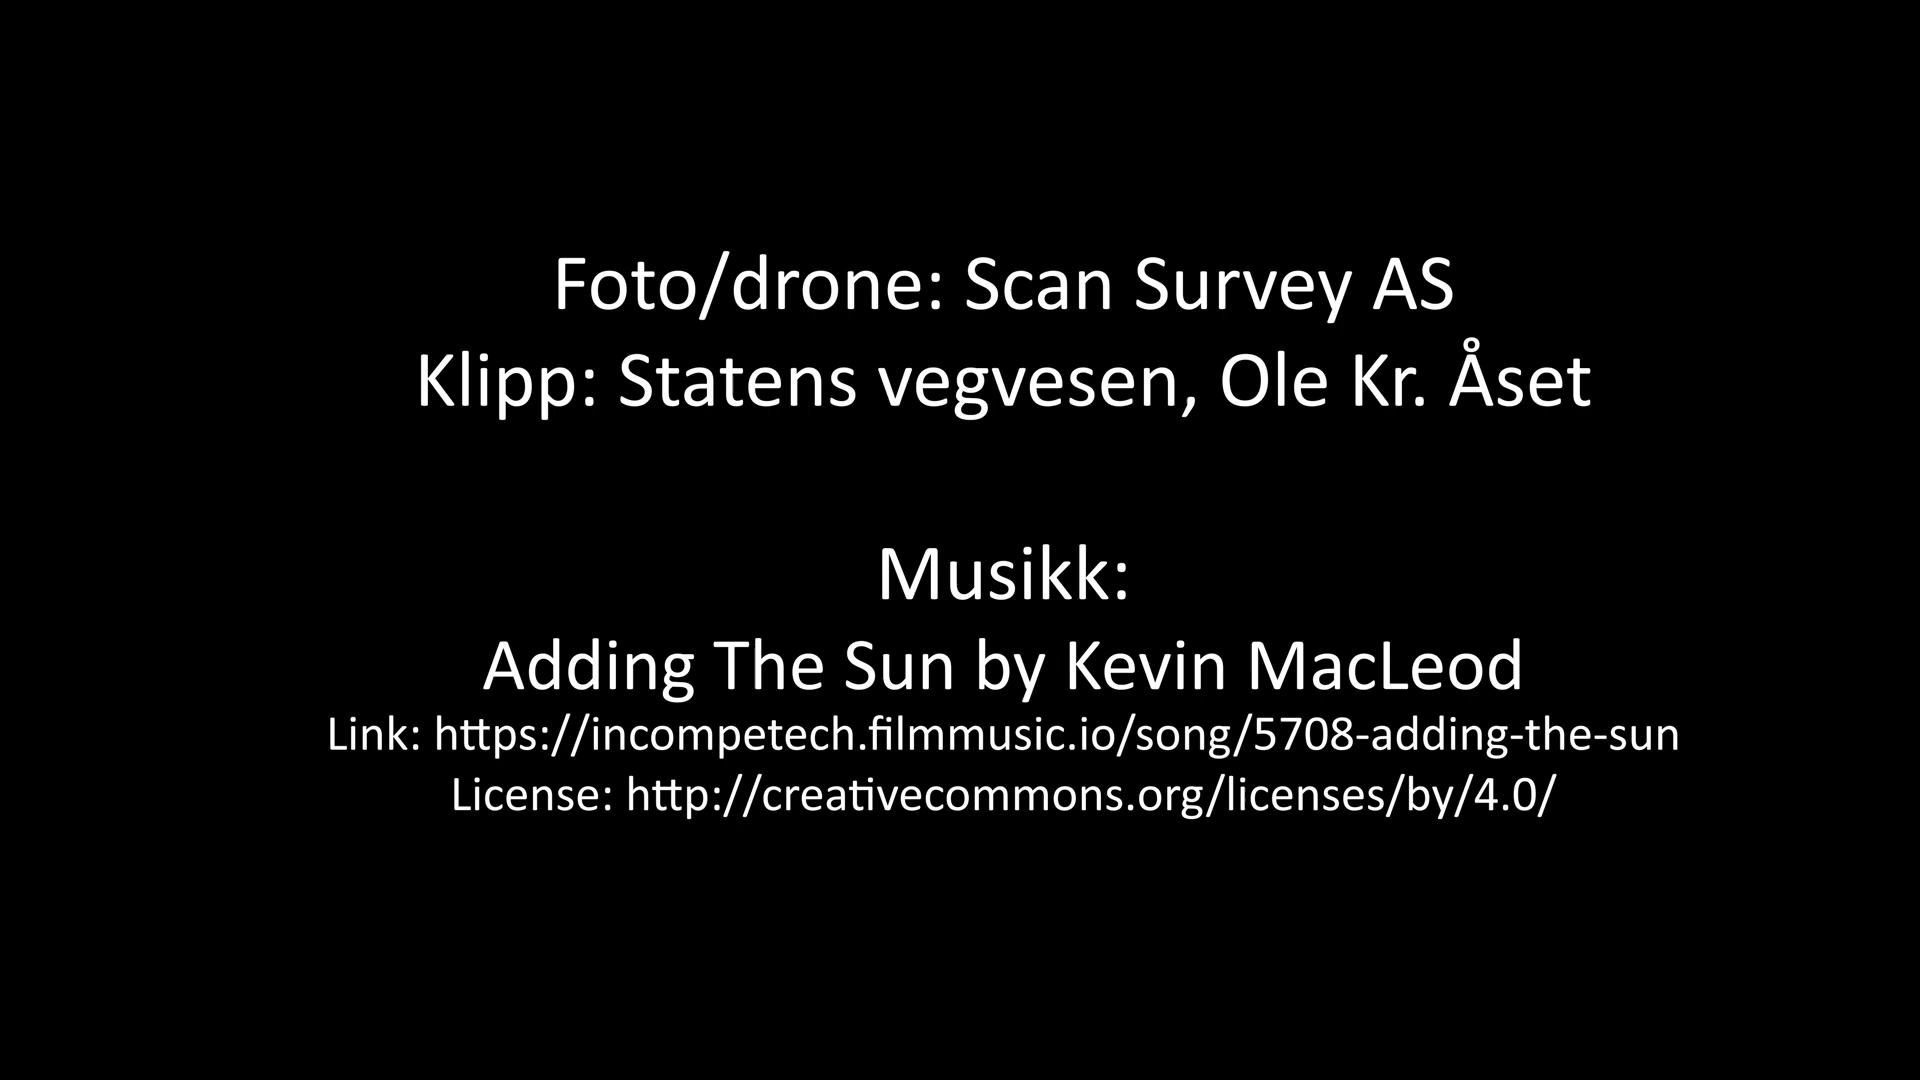 Foto/drone: Scan Survey AS
Klipp: Statens vegvesen, Ole Kr. Åset
Musikk:
Adding The Sun by Kevin MacLeod
Link: https://incompetech.filmmusic.io/song/5708-adding-the-sun
License: http://creativecommons.org/licenses/by/4.0/